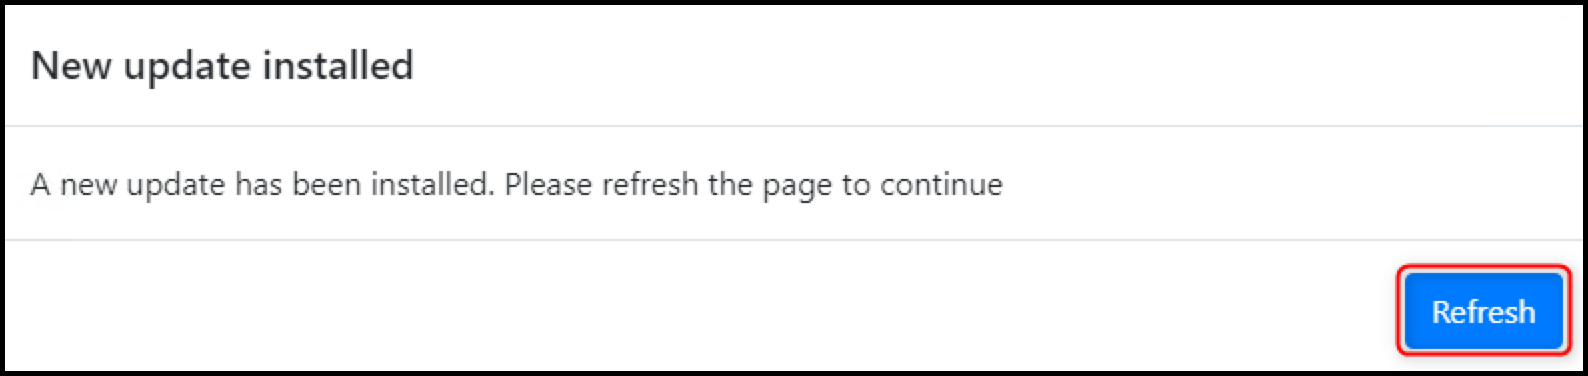 New update installed
A new update has been installed. Please refresh the page to continue
Refresh